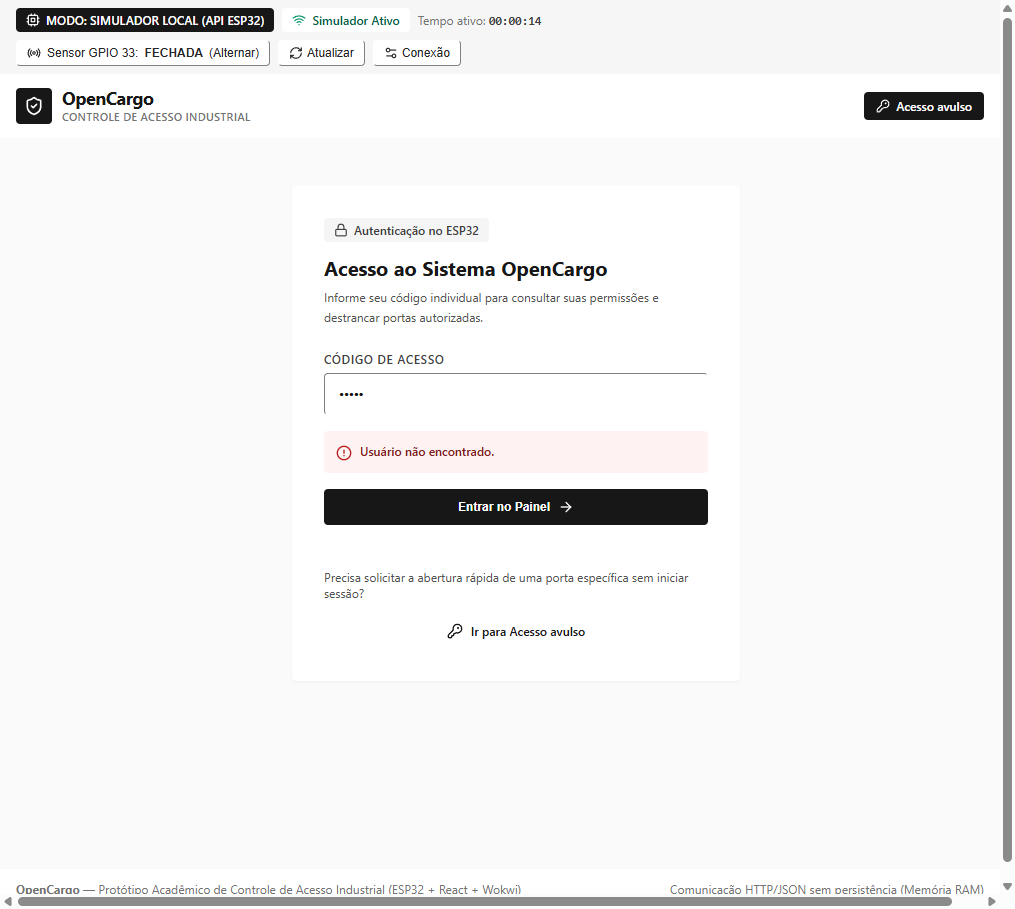 MODO: SIMULADOR LOCAL (API ESP32) Simulador Ativo Tempo ativo: 00:00:14
Sensor GPIO 33: FECHADA (Alternar) Atualizar Conexão
OpenCargo
CONTROLE DE ACESSO INDUSTRIAL
Acesso avulso
Autenticação no ESP32
Acesso ao Sistema OpenCargo
Informe seu código individual para consultar suas permissões e
destrancar portas autorizadas.
CÓDIGO DE ACESSO
•••••
Usuário não encontrado.
Entrar no Painel
Precisa solicitar a abertura rápida de uma porta específica sem iniciar
sessão?
Ir para Acesso avulso
OpenCargo — Protótipo Acadêmico de Controle de Acesso Industrial (ESP32 + React + Wokwi) Comunicação HTTP/JSON sem persistência (Memória RAM)